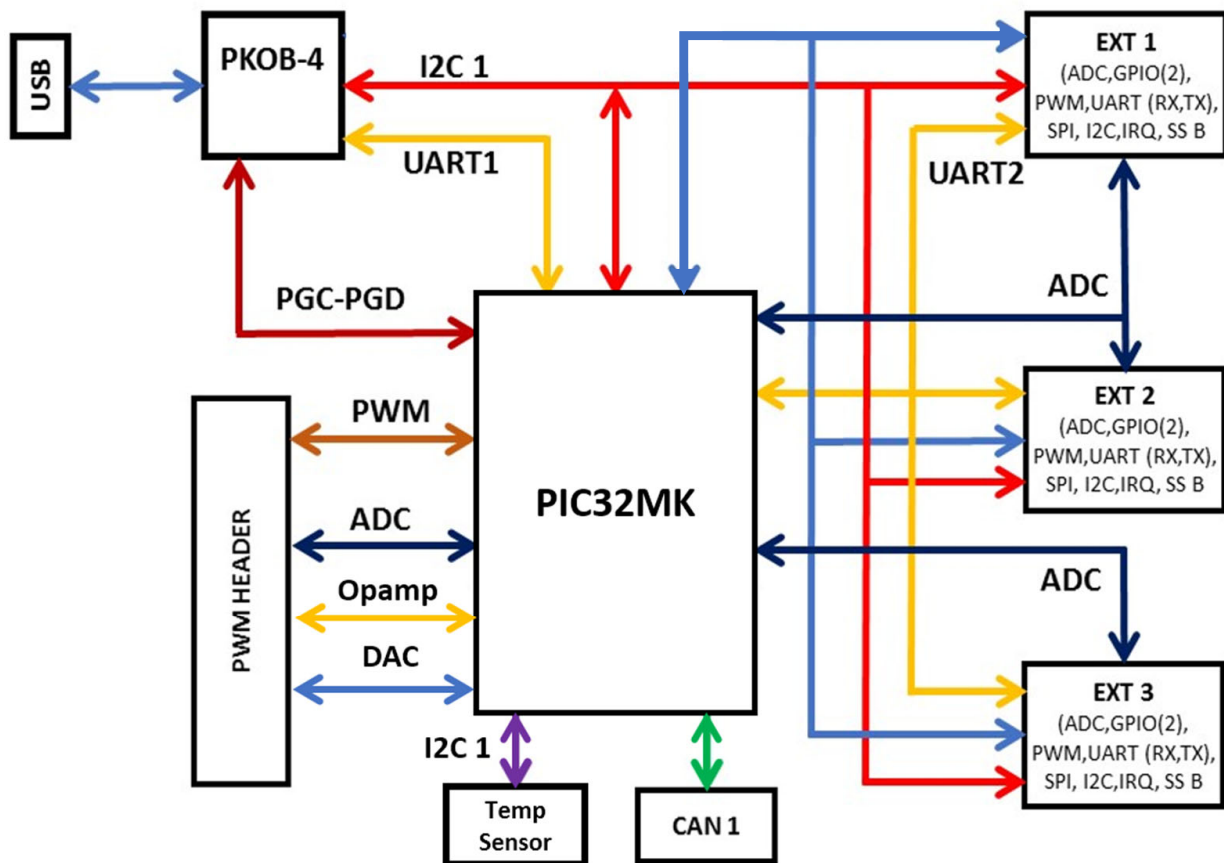 USB
PKOB-4
I2C 1
UART1
PGC-PGD
EXT 1
(ADC,GPIO(2),
PWM,UART (RX,TX),
SPI, I2C,IRQ, SS B
UART2
ADC
EXT 2
(ADC,GPIO(2),
PWM,UART (RX,TX),
SPI, I2C,IRQ, SS B
PWM HEADER
PWM
ADC
Opamp
DAC
PIC32MK
ADC
EXT 3
(ADC,GPIO(2),
PWM,UART (RX,TX),
SPI, I2C,IRQ, SS B
I2C 1
Temp
Sensor
CAN 1